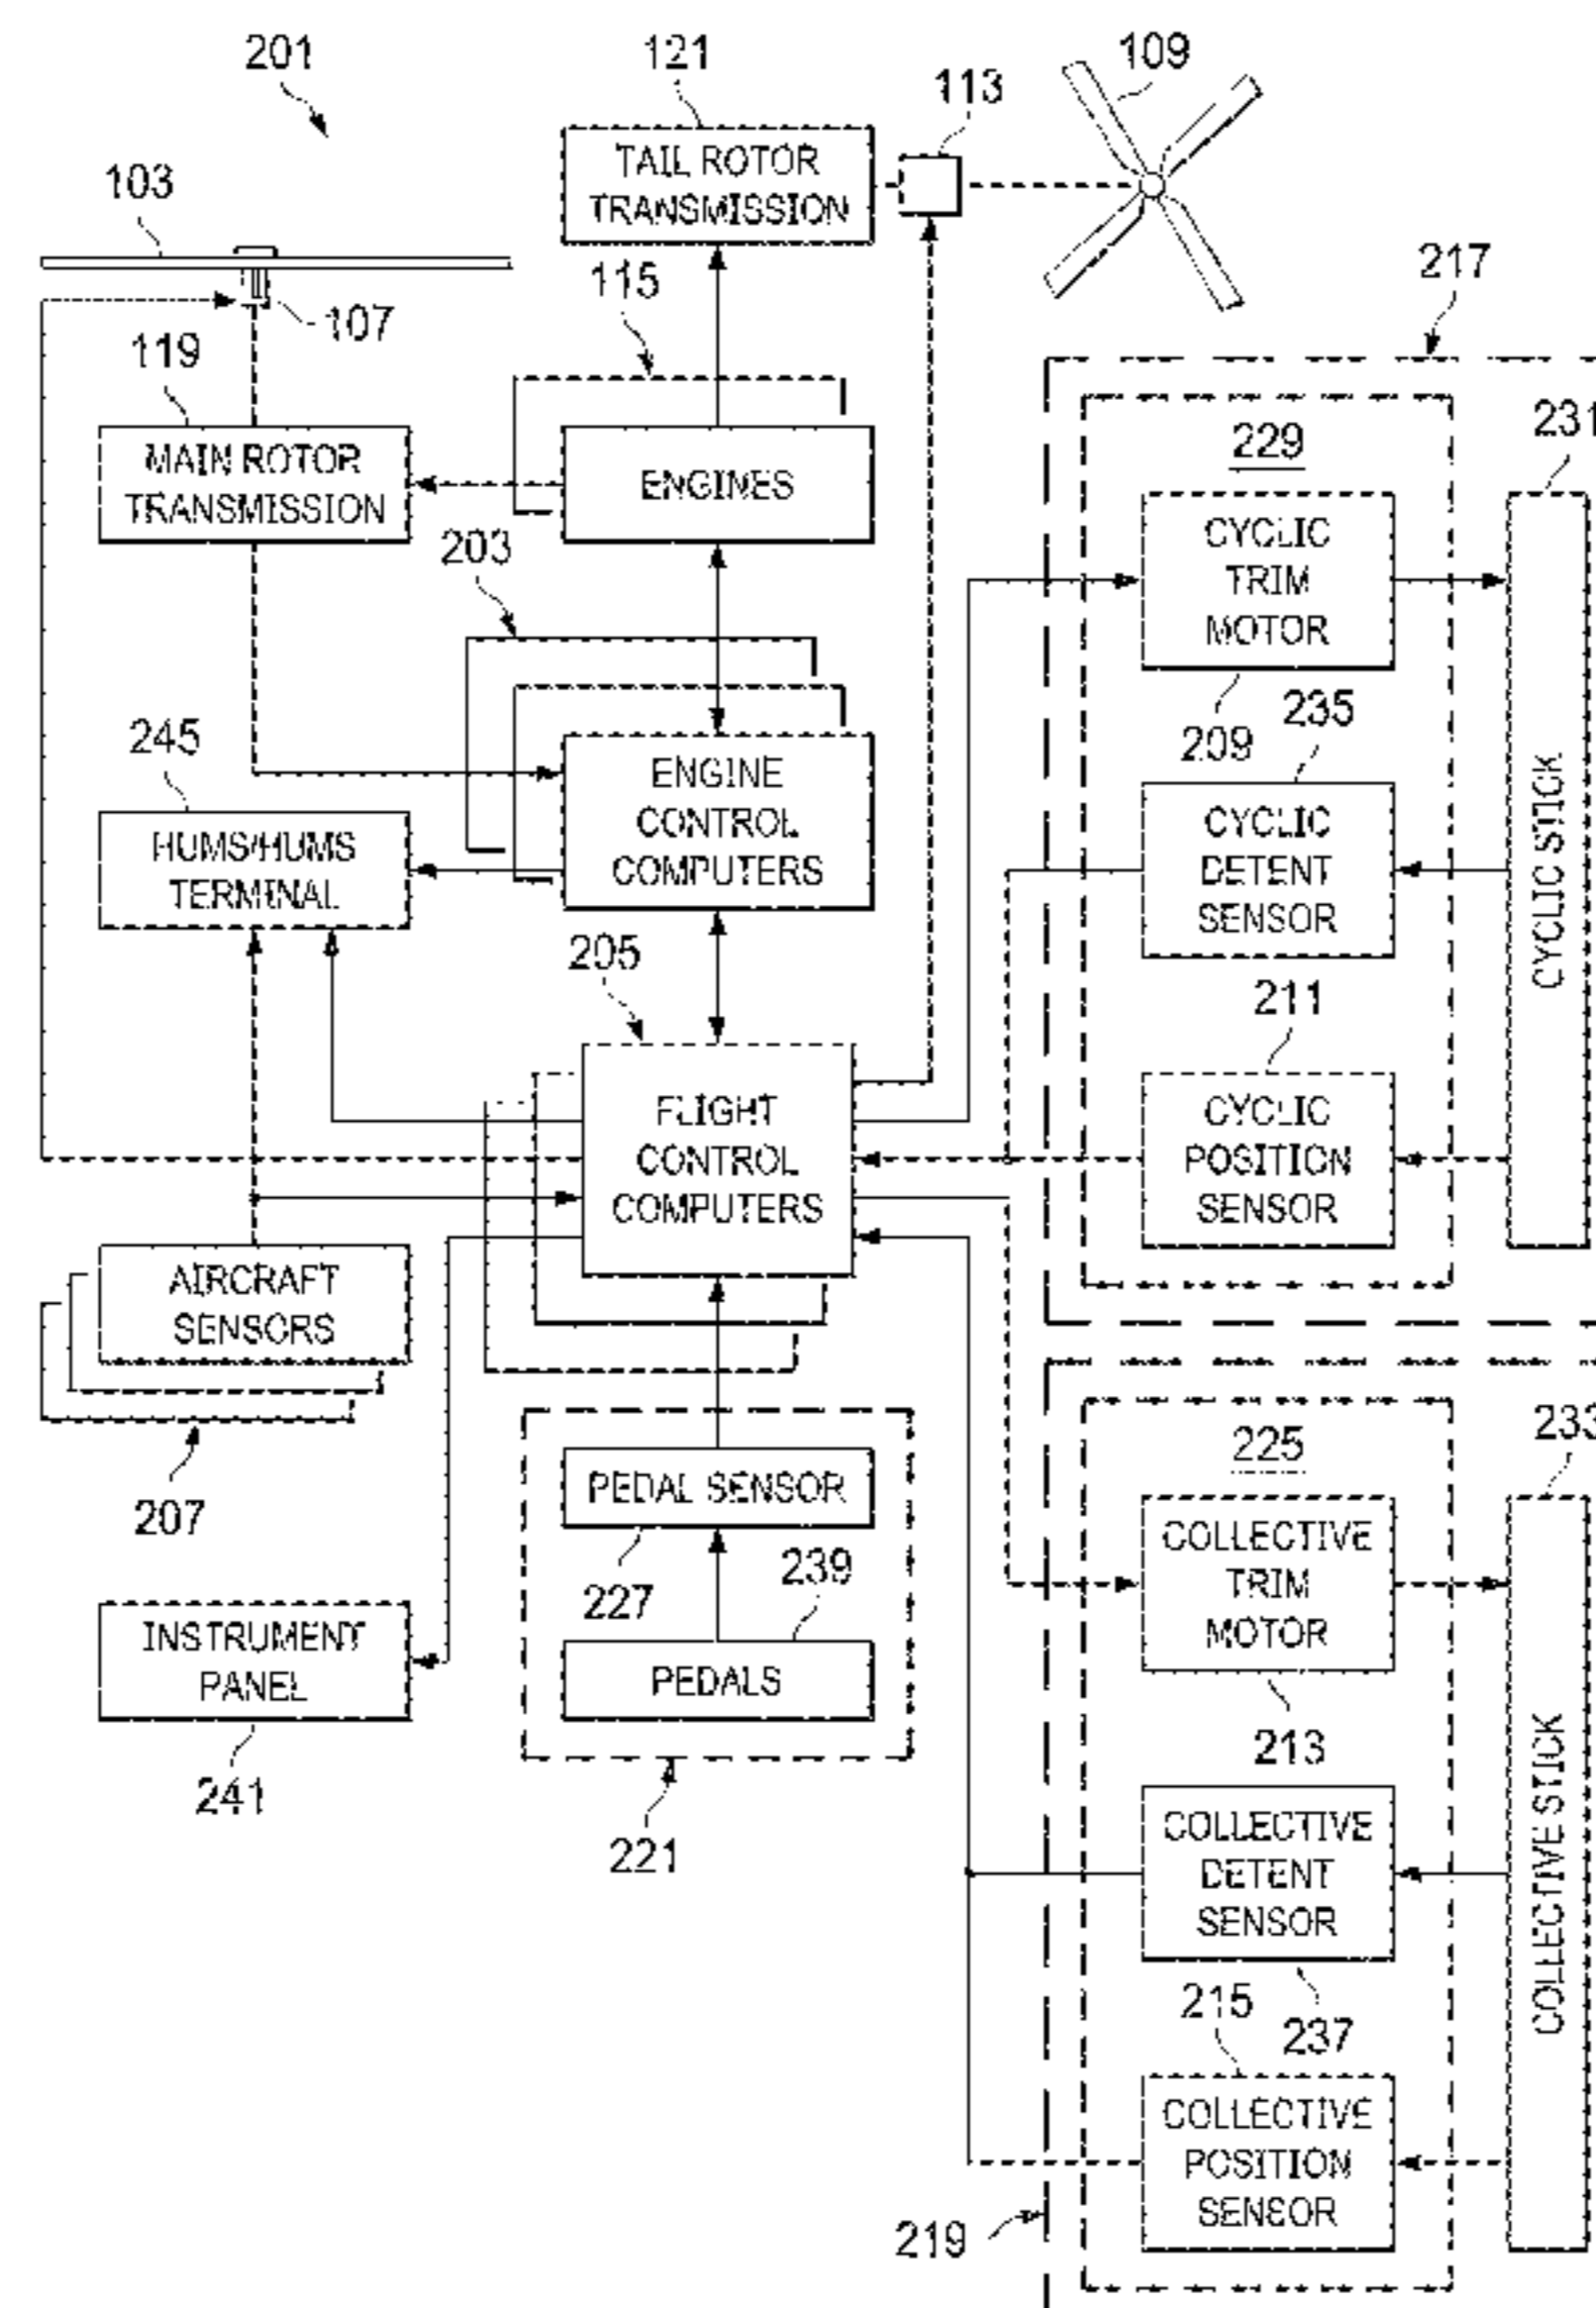 201
121
109
113
TAIL ROTOR
TRANSMISSION
103
115
107
217
119
MAIN ROTOR
TRANSMISSION
ENGINES
203
229
231
CYCLIC
TRIM
MOTOR
209
235
245
HUMS/HUMS
TERMINAL
ENGINE
CONTROL
COMPUTERS
CYCLIC
DETENT
SENSOR
CYCLIC STICK
205
211
FLIGHT
CONTROL
COMPUTERS
CYCLIC
POSITION
SENSOR
AIRCRAFT
SENSORS
207
PEDAL SENSOR
227
239
PEDALS
221
INSTRUMENT
PANEL
241
225
233
COLLECTIVE
TRIM
MOTOR
213
COLLECTIVE
DETENT
SENSOR
237
COLLECTIVE STICK
215
COLLECTIVE
POSITION
SENSOR
219